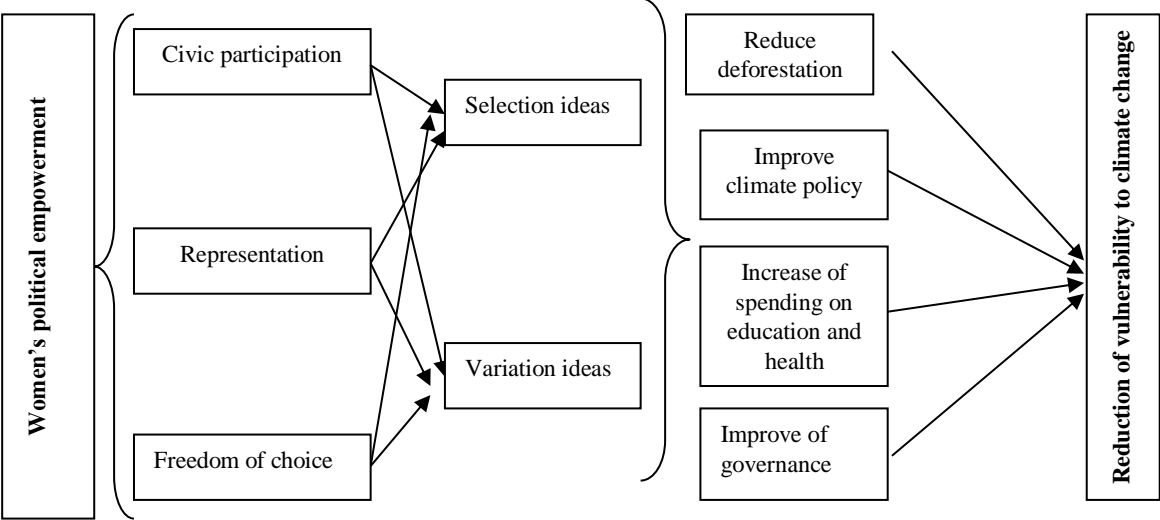 Women's political empowerment
Civic participation
Representation
Freedom of choice
Selection ideas
Variation ideas
Reduce
deforestation
Improve
climate policy
Increase of
spending on
education and
health
Improve of
governance
Reduction of vulnerability to climate change